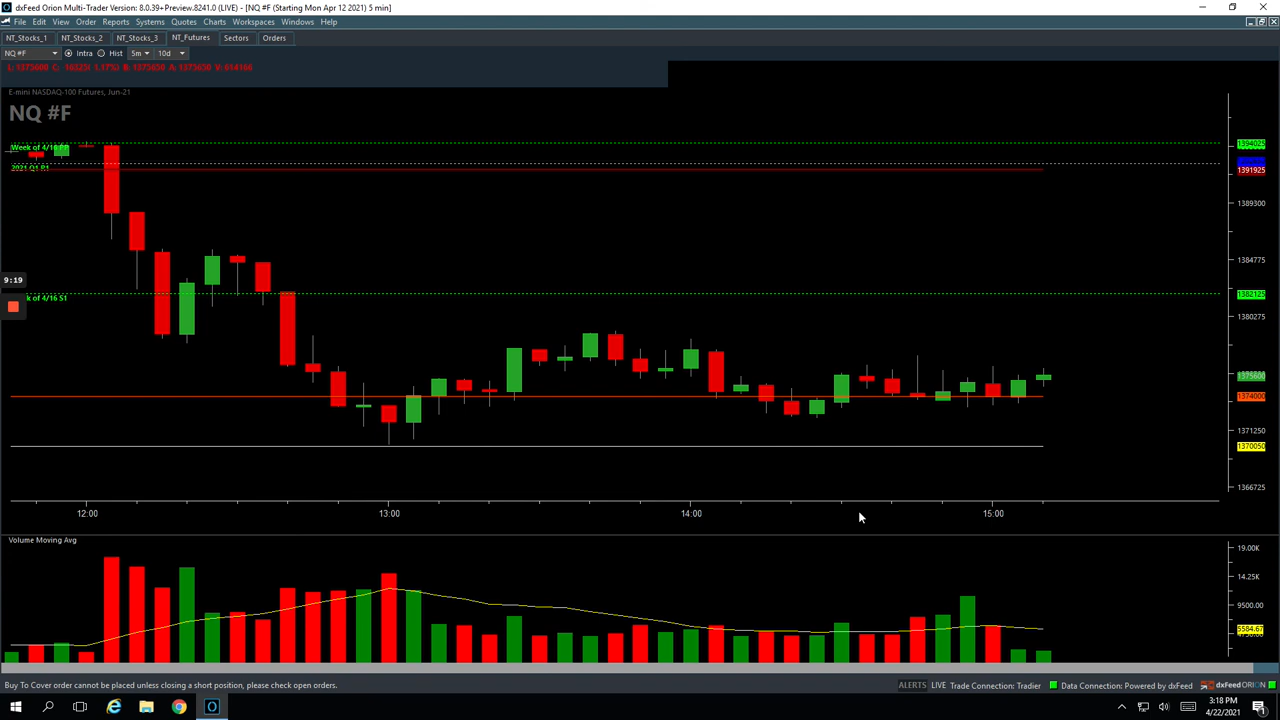 dxFeed Orion Multi-Trader Version: 8.0.39+Preview.8241.0 (LIVE) - [NQ #F (Starting Mon Apr 12 2021) 5 min]
File Edit View Order Reports Systems Quotes Charts Workspaces Windows Help
NT_Stocks_1 NT_Stocks_2 NT_Stocks_3 NT_Futures Sectors Orders
NQ #F Intra Hist 5m 10d
E-mini NASDAQ-100 Futures, Jun-21
NQ #F
Week of 4/16 PP
1394025
2021 Q1 R1
1391925
1389300
1384775
9:19
k of 4/16 S1
1382125
1380275
1375600
1374000
1371250
1370050
1366725
12:00 13:00 14:00 15:00
Volume Moving Avg
19.00K
14.25K
9500.00
5584.67
Buy To Cover order cannot be placed unless closing a short position, please check open orders.
ALERTS LIVE Trade Connection: Tradier Data Connection: Powered by dxFeed dxFeed ORION
3:18 PM
4/22/2021